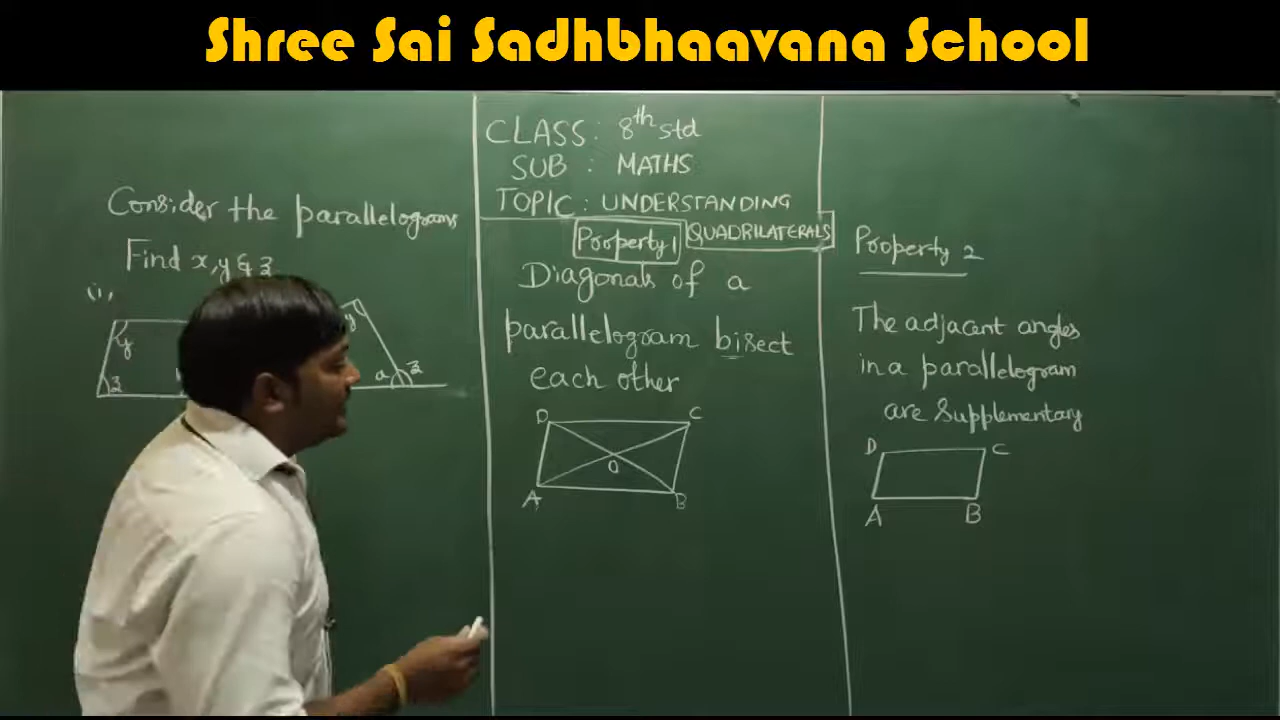 Shree Sai Sadhbhaavana School
Consider the parallelograms
Find x, y & z
(i)
y
z
y
a z
CLASS : 8th std
SUB : MATHS
TOPIC : UNDERSTANDING
QUADRILATERALS
Property 1
Diagonals of a
parallelogram bisect
each other
D C
O
A B
Property 2
The adjacent angles
in a parallelogram
are supplementary
D C
A B